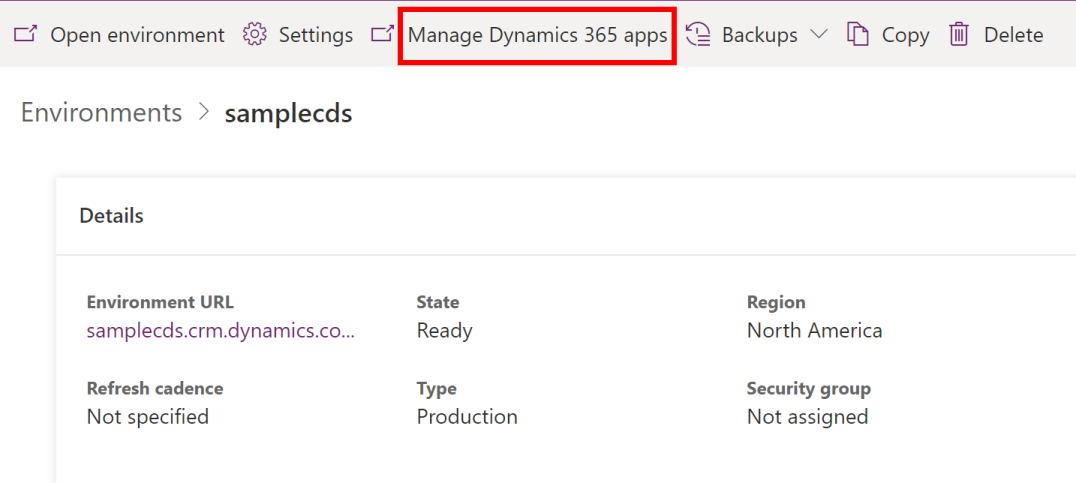 Open environment Settings Manage Dynamics 365 apps Backups Copy Delete
Environments > samplecds
Details
Environment URL State Region
samplecds.crm.dynamics.co... Ready North America
Refresh cadence Type Security group
Not specified Production Not assigned